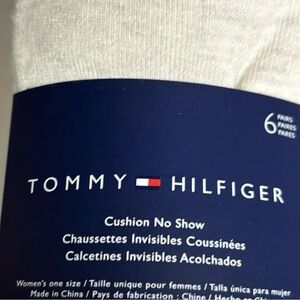 6 PAIRS
PAIRES
PARES
TOMMY HILFIGER
Cushion No Show
Chaussettes Invisibles Coussinées
Calcetines Invisibles Acolchados
Women's one size / Taille unique pour femmes / Talla única para mujer
Made in China / Pays de fabrication : Chine / Hecho en